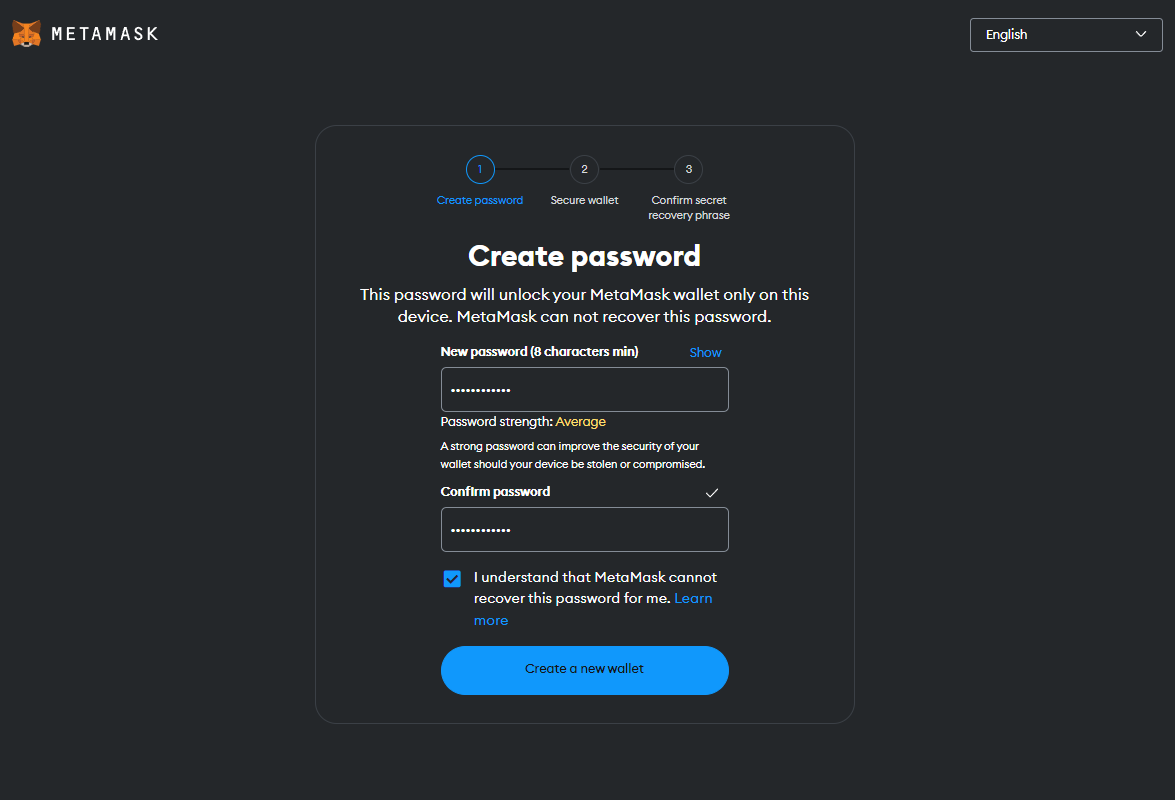 METAMASK
English
1
2
3
Create password
Secure wallet
Confirm secret
recovery phrase
Create password
This password will unlock your MetaMask wallet only on this
device. MetaMask can not recover this password.
New password (8 characters min)
Show
••••••••••••
Password strength: Average
A strong password can improve the security of your
wallet should your device be stolen or compromised.
Confirm password
••••••••••••
I understand that MetaMask cannot
recover this password for me. Learn
more
Create a new wallet